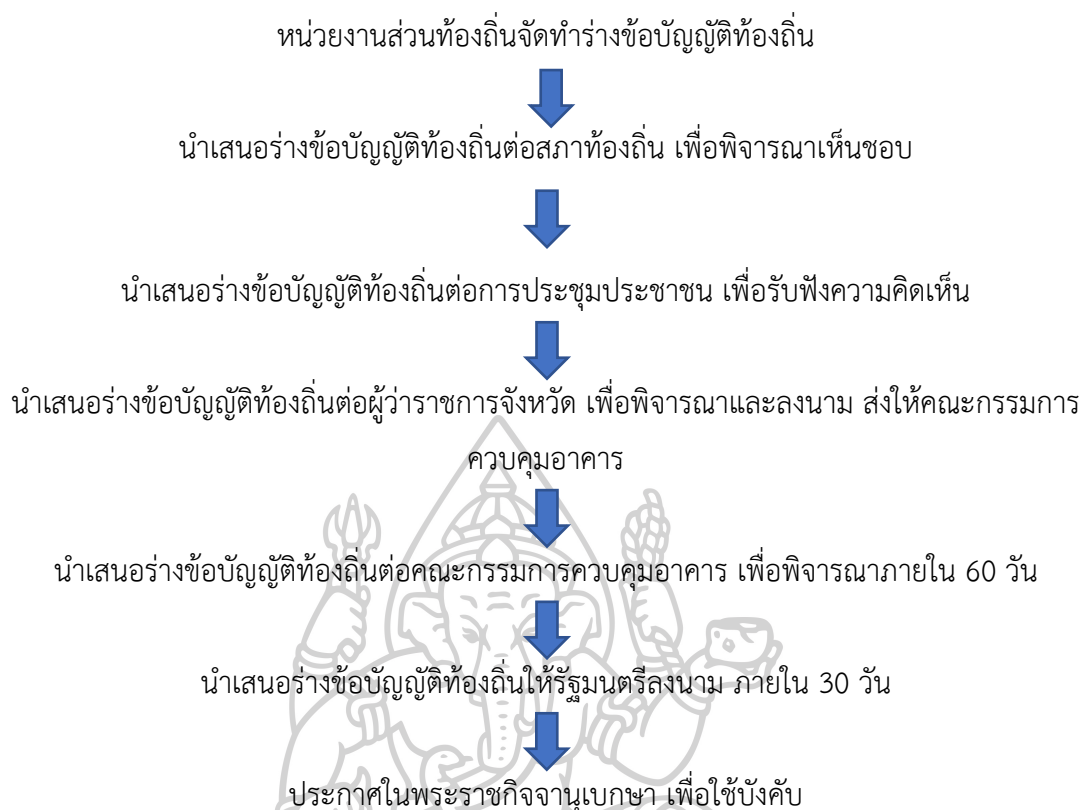 หน่วยงานส่วนท้องถิ่นจัดทำร่างข้อบัญญัติท้องถิ่น
นำเสนอร่างข้อบัญญัติท้องถิ่นต่อสภาท้องถิ่น เพื่อพิจารณาเห็นชอบ
นำเสนอร่างข้อบัญญัติท้องถิ่นต่อการประชุมประชาชน เพื่อรับฟังความคิดเห็น
นำเสนอร่างข้อบัญญัติท้องถิ่นต่อผู้ว่าราชการจังหวัด เพื่อพิจารณาและลงนาม ส่งให้คณะกรรมการ
ควบคุมอาคาร
นำเสนอร่างข้อบัญญัติท้องถิ่นต่อคณะกรรมการควบคุมอาคาร เพื่อพิจารณาภายใน 60 วัน
นำเสนอร่างข้อบัญญัติท้องถิ่นให้รัฐมนตรีลงนาม ภายใน 30 วัน
ประกาศในพระราชกิจจานุเบกษา เพื่อใช้บังคับ